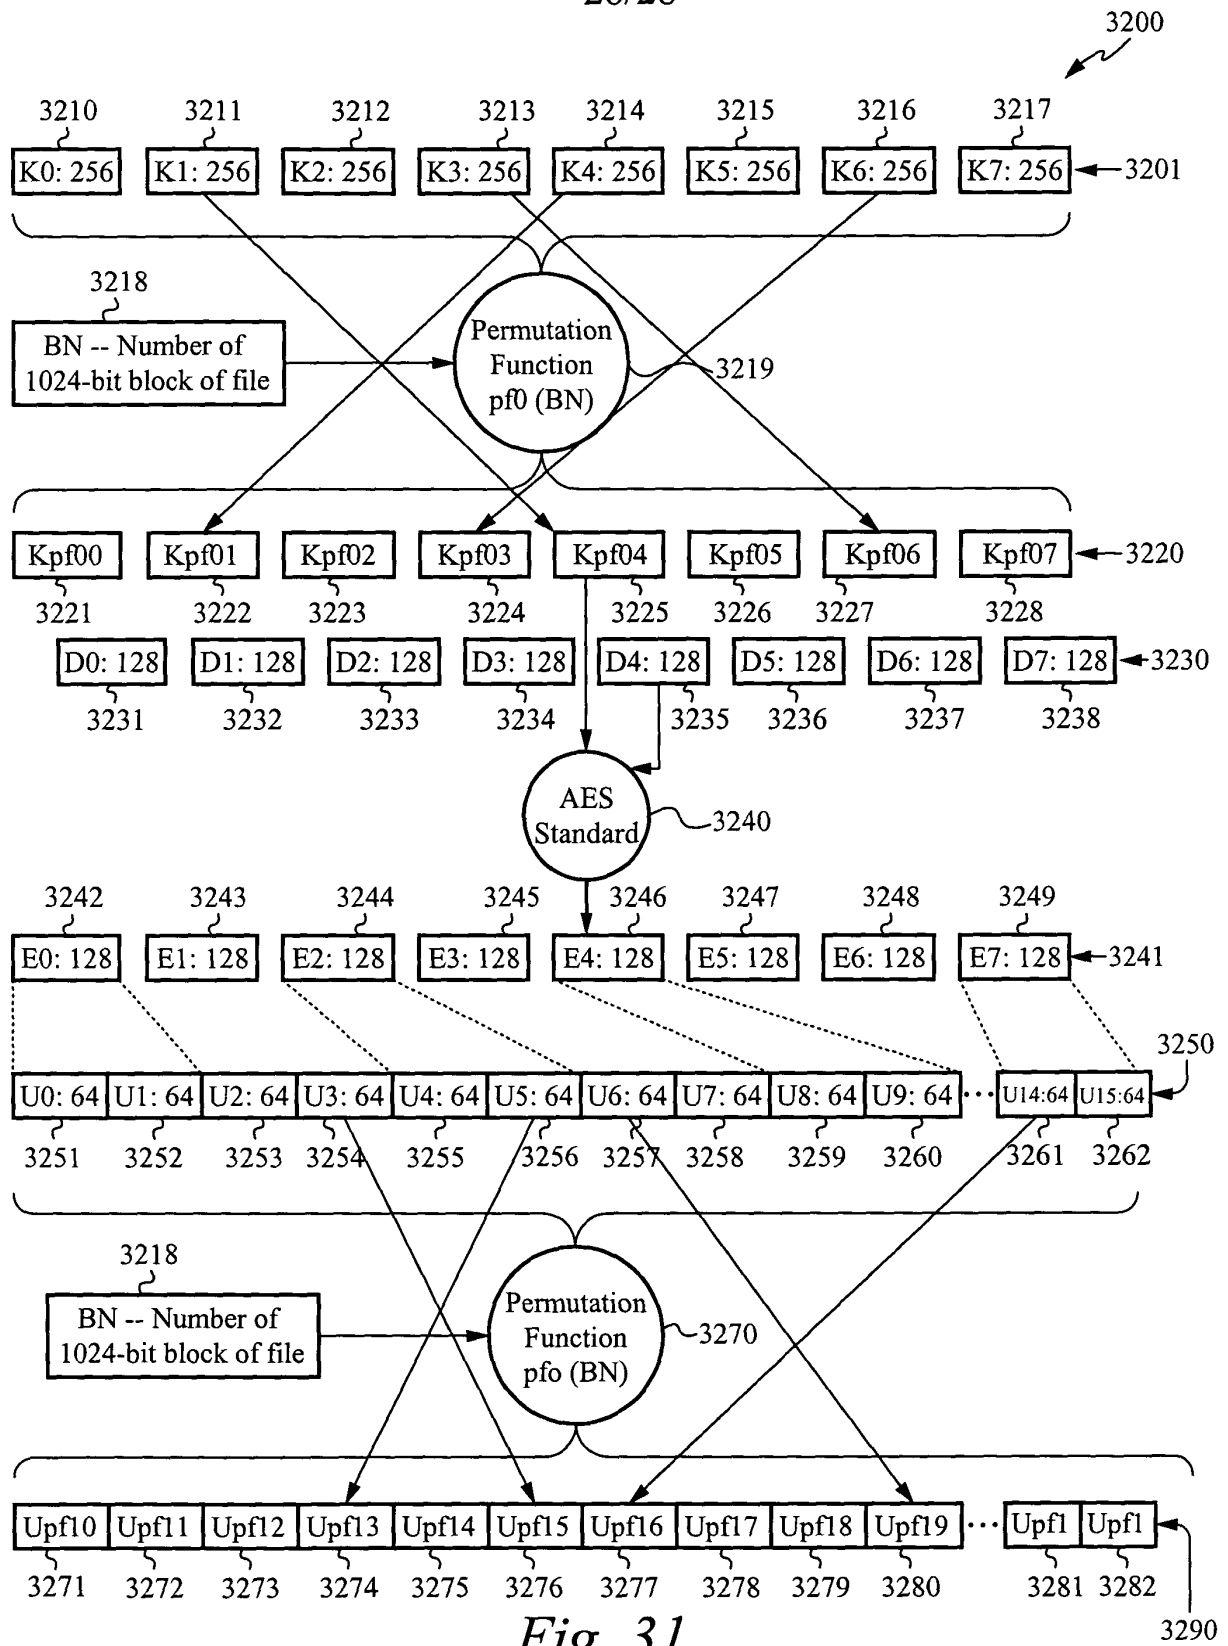 3200
3210 3211 3212 3213 3214 3215 3216 3217
K0: 256 K1: 256 K2: 256 K3: 256 K4: 256 K5: 256 K6: 256 K7: 256 3201
3218
BN -- Number of
1024-bit block of file
Permutation
Function
pf0 (BN)
3219
Kpf00 Kpf01 Kpf02 Kpf03 Kpf04 Kpf05 Kpf06 Kpf07 3220
3221 3222 3223 3224 3225 3226 3227 3228
D0: 128 D1: 128 D2: 128 D3: 128 D4: 128 D5: 128 D6: 128 D7: 128 3230
3231 3232 3233 3234 3235 3236 3237 3238
AES
Standard
3240
3242 3243 3244 3245 3246 3247 3248 3249
E0: 128 E1: 128 E2: 128 E3: 128 E4: 128 E5: 128 E6: 128 E7: 128 3241
3250
U0: 64 U1: 64 U2: 64 U3: 64 U4: 64 U5: 64 U6: 64 U7: 64 U8: 64 U9: 64 ... U14:64 U15:64
3251 3252 3253 3254 3255 3256 3257 3258 3259 3260 3261 3262
3218
BN -- Number of
1024-bit block of file
Permutation
Function
pfo (BN)
3270
Upf10 Upf11 Upf12 Upf13 Upf14 Upf15 Upf16 Upf17 Upf18 Upf19 ... Upf1 Upf1
3271 3272 3273 3274 3275 3276 3277 3278 3279 3280 3281 3282
3290
Fig. 31